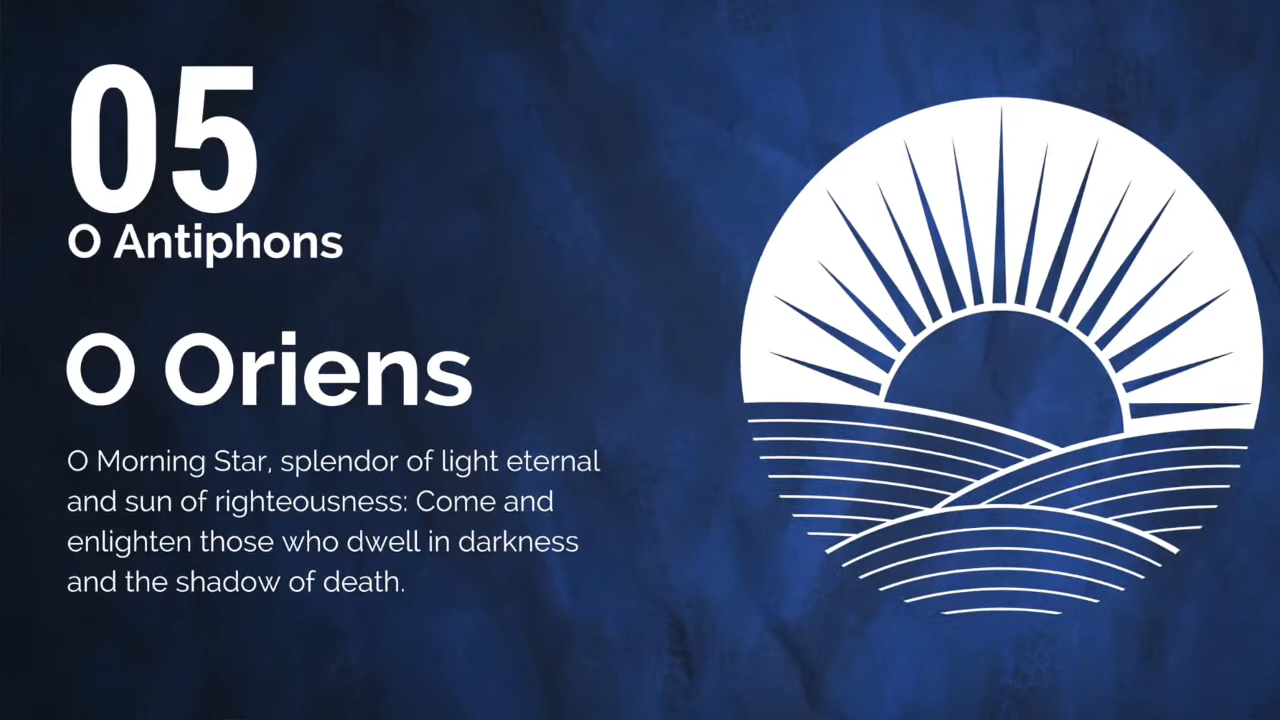 05
O Antiphons
O Oriens
O Morning Star, splendor of light eternal
and sun of righteousness: Come and
enlighten those who dwell in darkness
and the shadow of death.